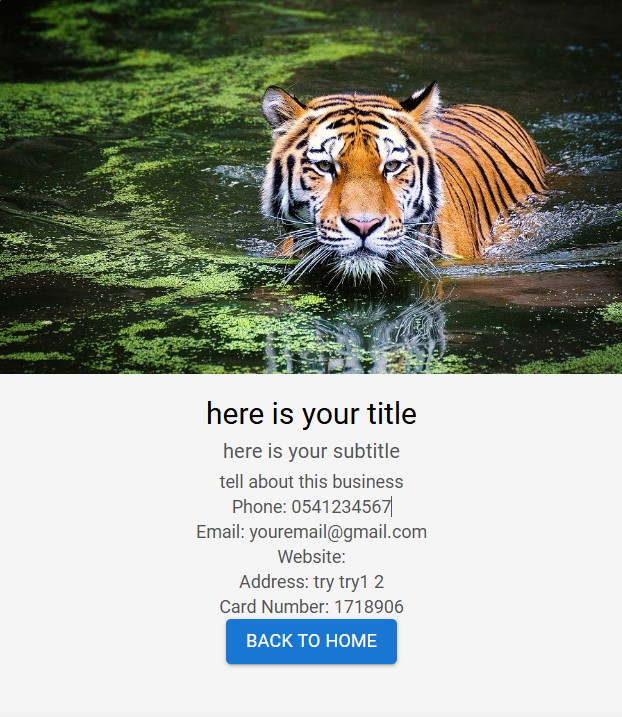 here is your title
here is your subtitle
tell about this business
Phone: 0541234567
Email: youremail@gmail.com
Website:
Address: try try1 2
Card Number: 1718906
BACK TO HOME